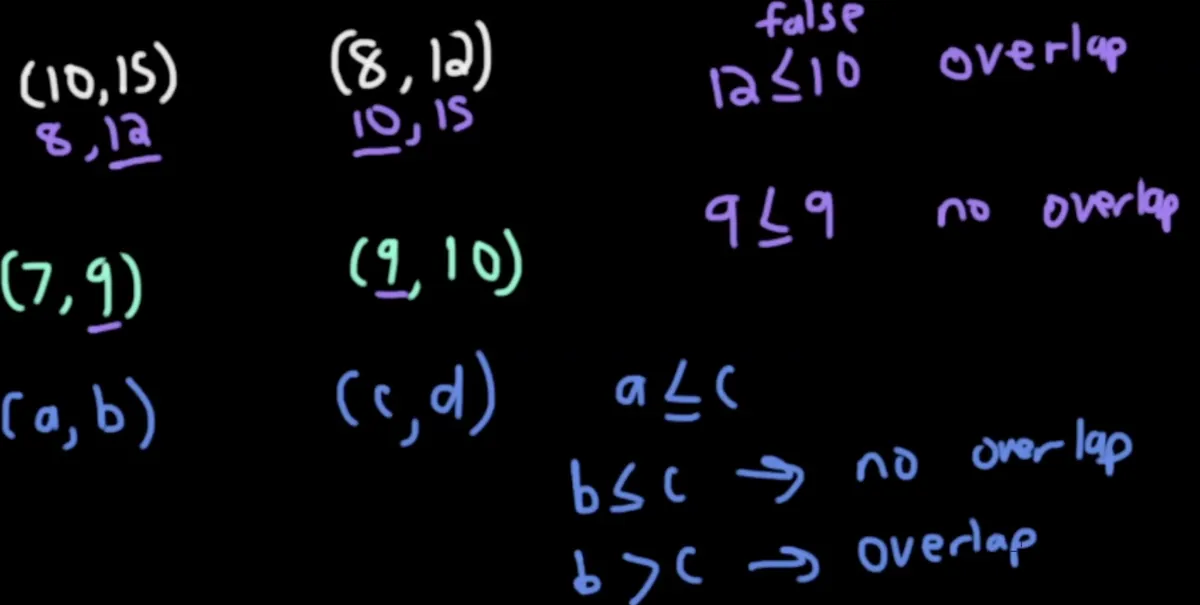 false
(10,15) (8,12) 12≤10 overlap
8,12 10,15
9≤9 no overlap
(7,9) (9,10)
(a,b) (c,d) a≤c
b≤c → no overlap
b>c → overlap